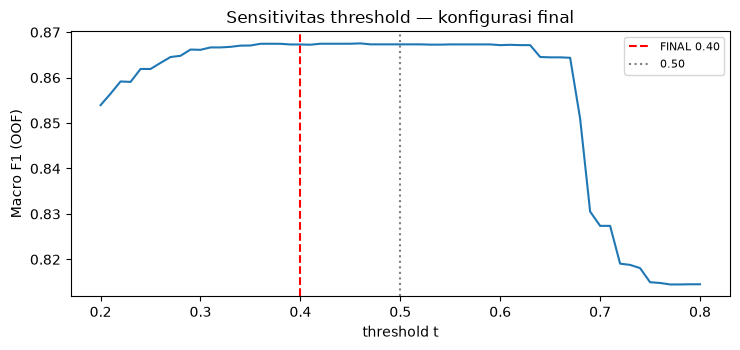 Sensitivitas threshold — konfigurasi final
Macro F1 (OOF)
0.87
0.86
0.85
0.84
0.83
0.82
FINAL 0.40
0.50
0.2 0.3 0.4 0.5 0.6 0.7 0.8
threshold t